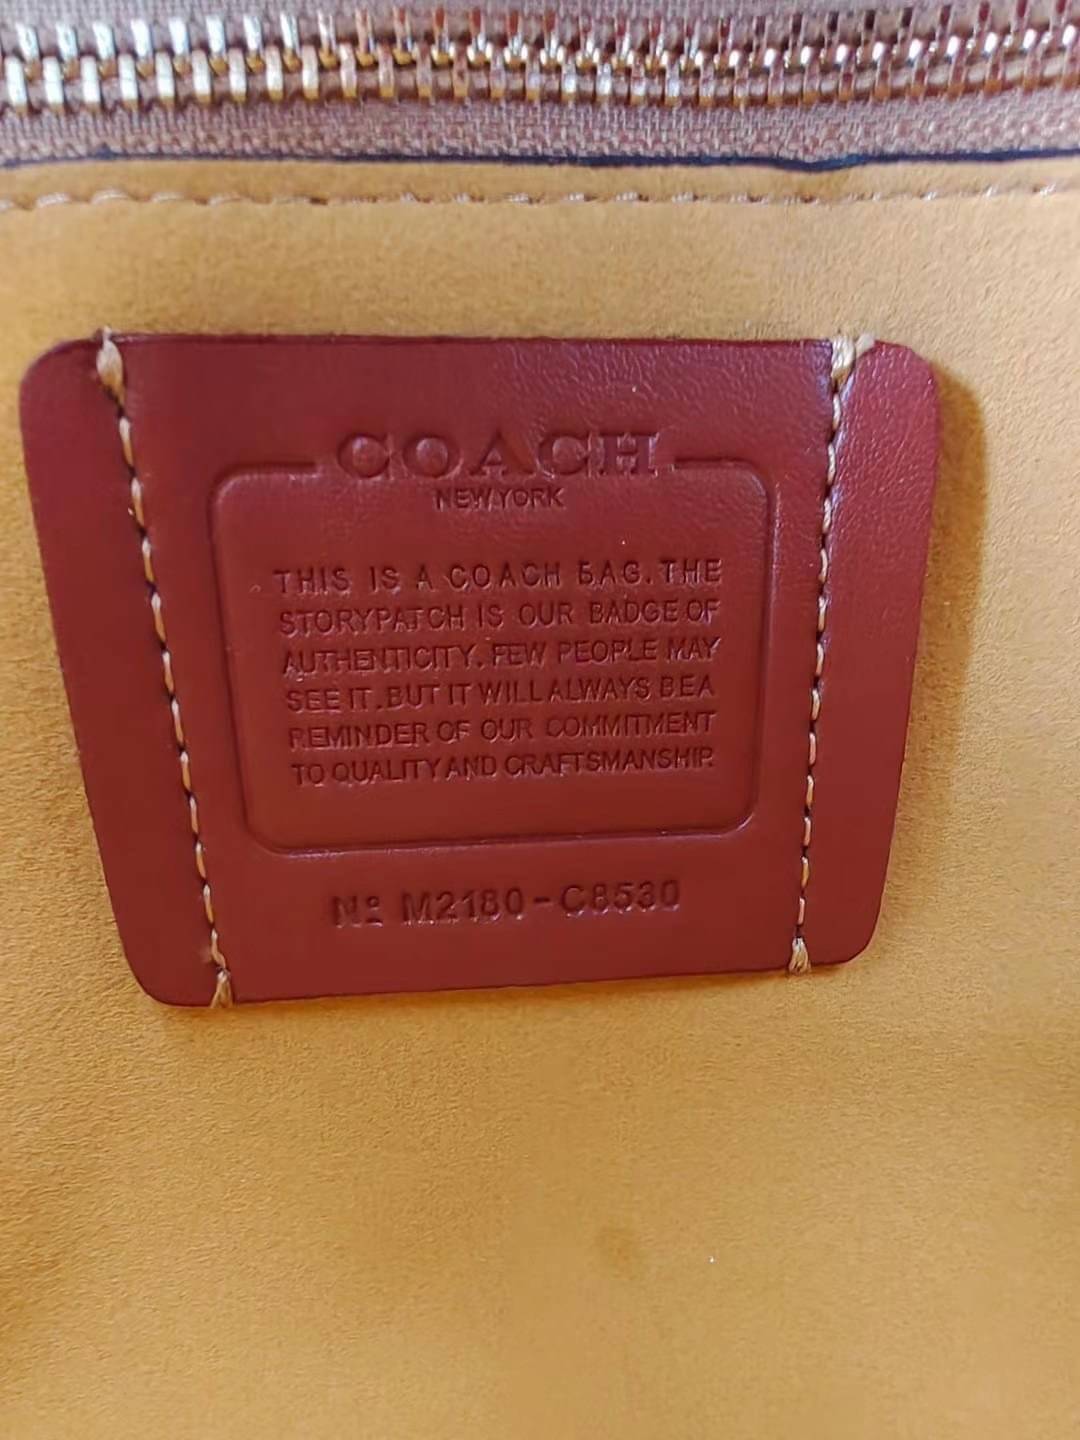 COACH
NEW YORK
THIS IS A COACH BAG. THE
STORYPATCH IS OUR BADGE OF
AUTHENTICITY. FEW PEOPLE MAY
SEE IT. BUT IT WILL ALWAYS BE A
REMINDER OF OUR COMMITMENT
TO QUALITY AND CRAFTSMANSHIP.
Nº M2180-C8530